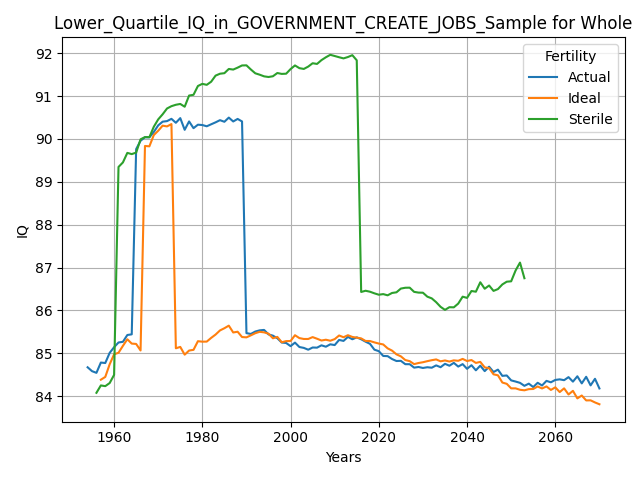 Lower_Quartile_IQ_in_GOVERNMENT_CREATE_JOBS_Sample for Whole
92
91
90
89
88
87
86
85
84
IQ
Fertility
Actual
Ideal
Sterile
1960
1980
2000
2020
2040
2060
Years